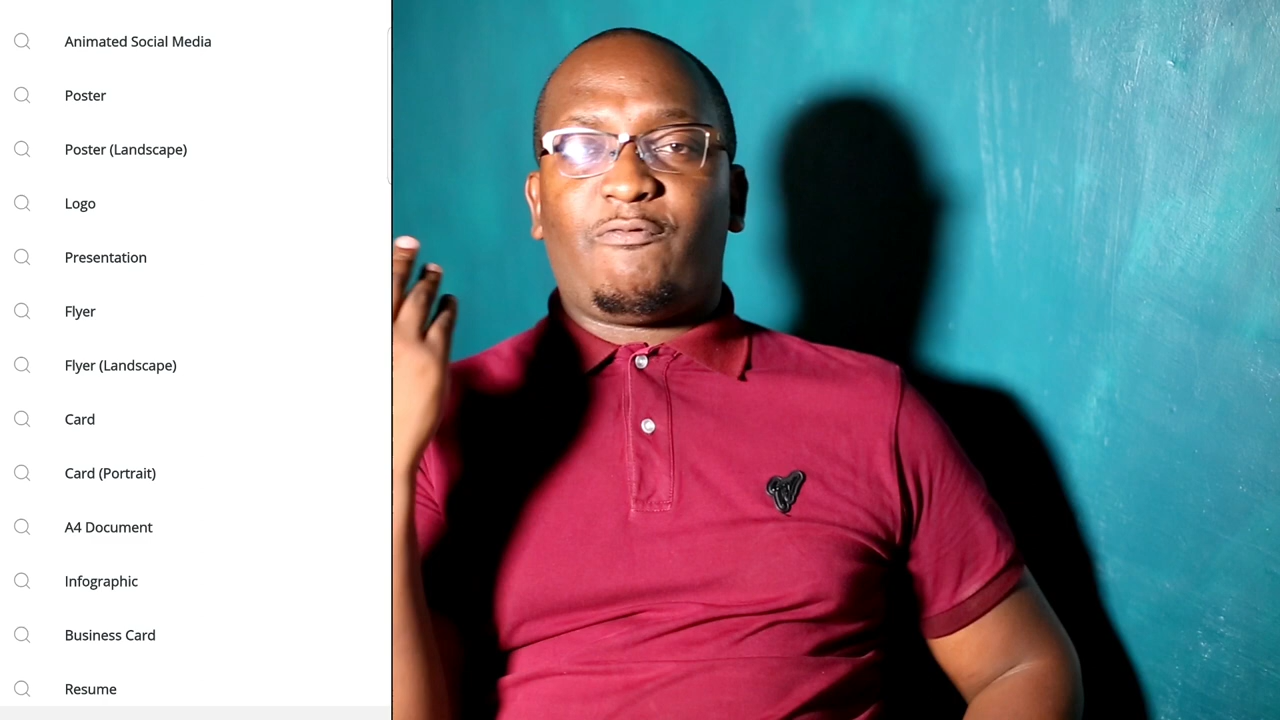 Animated Social Media
Poster
Poster (Landscape)
Logo
Presentation
Flyer
Flyer (Landscape)
Card
Card (Portrait)
A4 Document
Infographic
Business Card
Resume